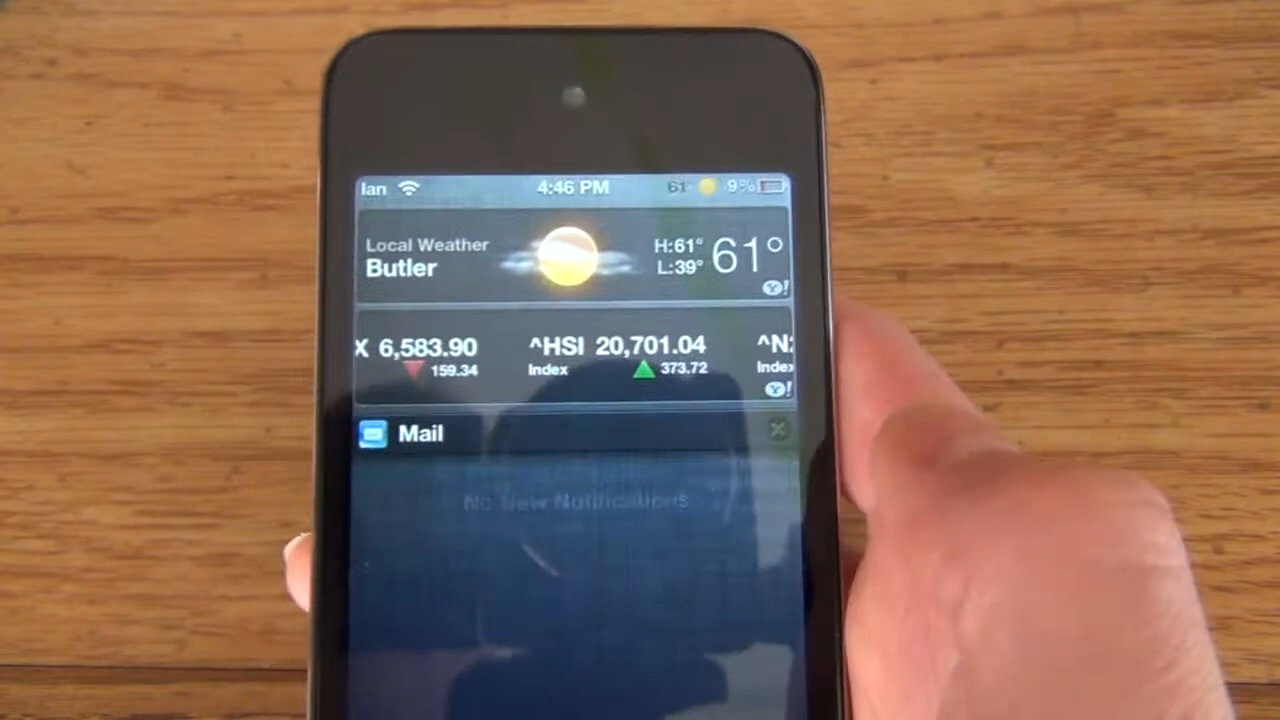 Ian 4:46 PM 61° 9%
Local Weather
Butler
H:61°
L:39°
61°
Y!
X 6,583.90
159.34
^HSI 20,701.04
Index 373.72
^N
Index
Y!
Mail
No New Notifications